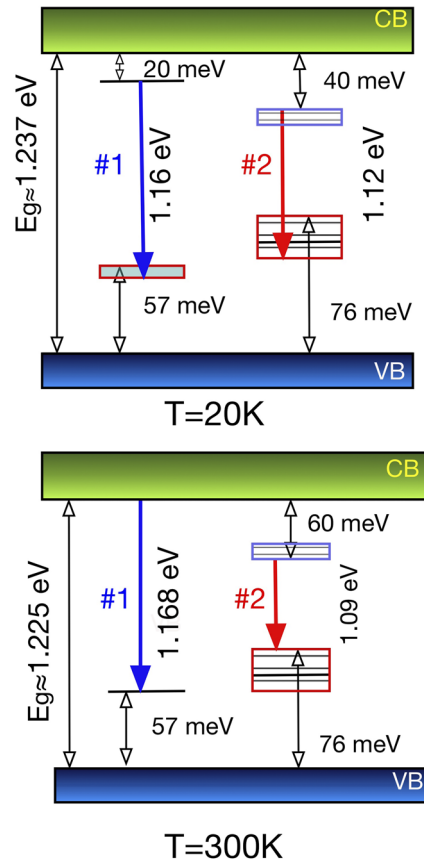 CB
20 meV
40 meV
Eg≈1.237 eV
#1
1.16 eV
#2
1.12 eV
57 meV
76 meV
VB
T=20K
CB
60 meV
Eg≈1.225 eV
#1
1.168 eV
#2
1.09 eV
57 meV
76 meV
VB
T=300K